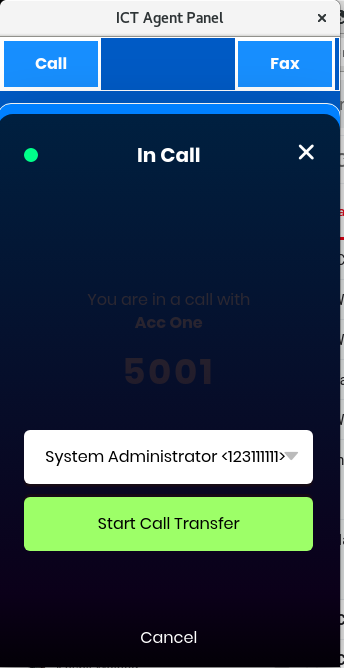 ICT Agent Panel
Call
Fax
In Call
You are in a call with
Acc One
5001
System Administrator <123111111>
Start Call Transfer
Cancel